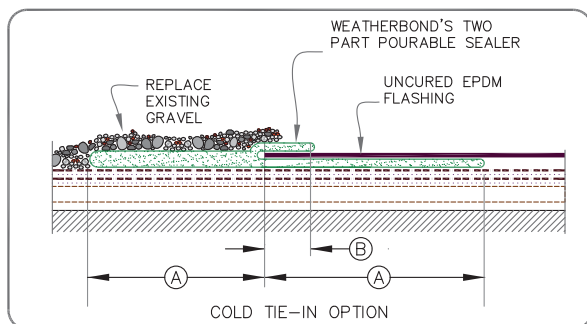 WEATHERBOND'S TWO
PART POURABLE SEALER
REPLACE
EXISTING
GRAVEL
UNCURED EPDM
FLASHING
B
A
A
COLD TIE-IN OPTION